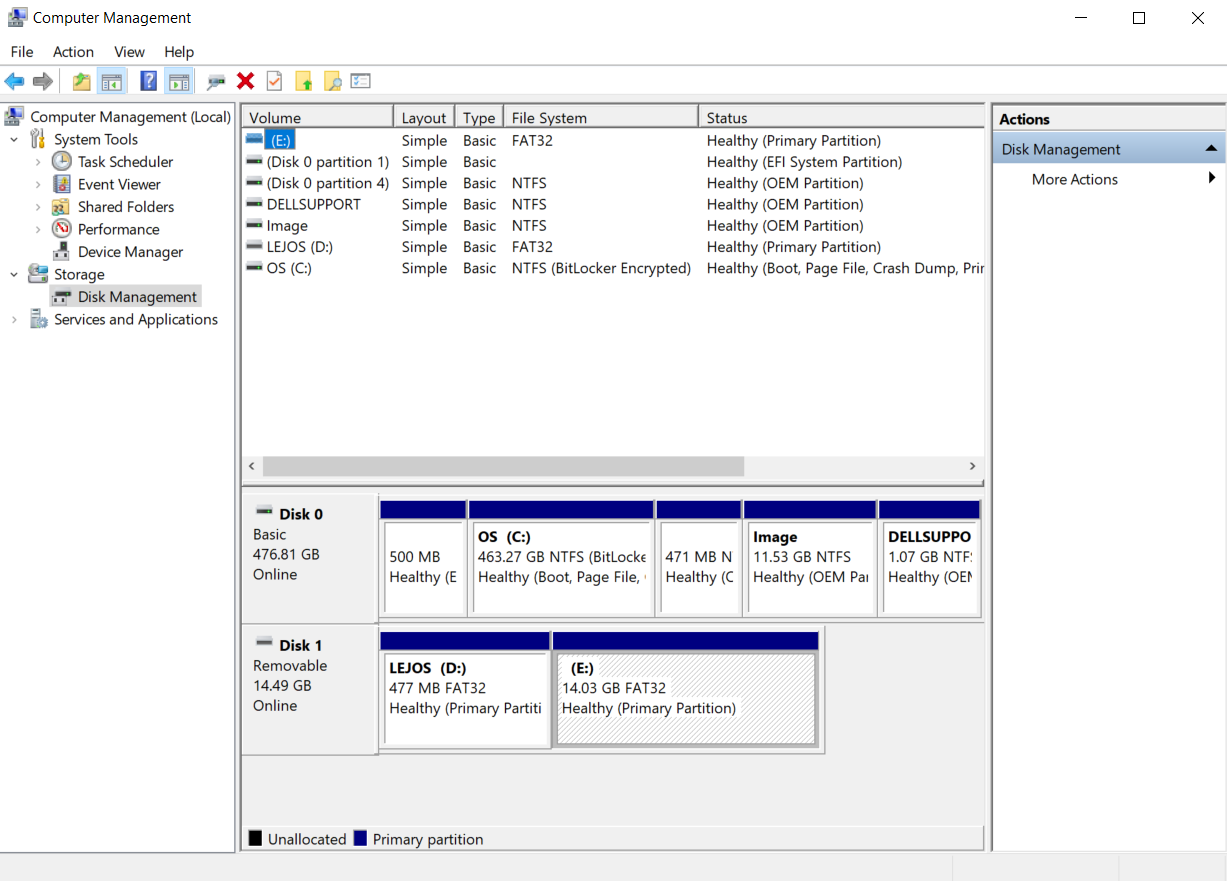 Computer Management
File Action View Help
Computer Management (Local)
System Tools
Task Scheduler
Event Viewer
Shared Folders
Performance
Device Manager
Storage
Disk Management
Services and Applications
Volume Layout Type File System Status
(E:) Simple Basic FAT32 Healthy (Primary Partition)
(Disk 0 partition 1) Simple Basic Healthy (EFI System Partition)
(Disk 0 partition 4) Simple Basic NTFS Healthy (OEM Partition)
DELLSUPPORT Simple Basic NTFS Healthy (OEM Partition)
Image Simple Basic NTFS Healthy (OEM Partition)
LEJOS (D:) Simple Basic FAT32 Healthy (Primary Partition)
OS (C:) Simple Basic NTFS (BitLocker Encrypted) Healthy (Boot, Page File, Crash Dump, Pri
Disk 0
Basic
476.81 GB
Online
500 MB
Healthy (E
OS (C:)
463.27 GB NTFS (BitLocke
Healthy (Boot, Page File,
471 MB N
Healthy (C
Image
11.53 GB NTFS
Healthy (OEM Pa
DELLSUPPO
1.07 GB NTF
Healthy (OEM
Disk 1
Removable
14.49 GB
Online
LEJOS (D:)
477 MB FAT32
Healthy (Primary Partiti
(E:)
14.03 GB FAT32
Healthy (Primary Partition)
Unallocated Primary partition
Actions
Disk Management
More Actions